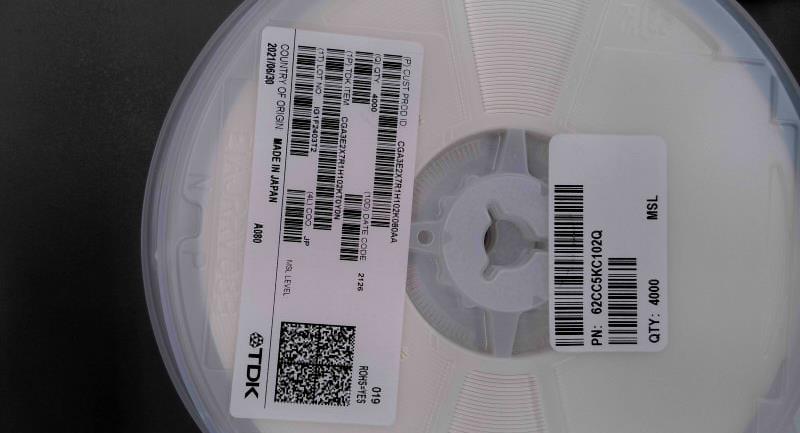 (P) CUST.PROD ID CGA3E2X7R1H102K080AA
(Q) QTY 4000
(10D) DATE CODE 2126
(1P) TDK ITEM CGA3E2X7R1H102KT0Y0N
(1T) LOT NO IG1F2403T2
(4L) COO JP
MSL LEVEL
COUNTRY OF ORIGIN MADE IN JAPAN
2021/06/30
A080
019
ROHS=YES
TDK
MSL
PN: 62CC5KC102Q
QTY: 4000